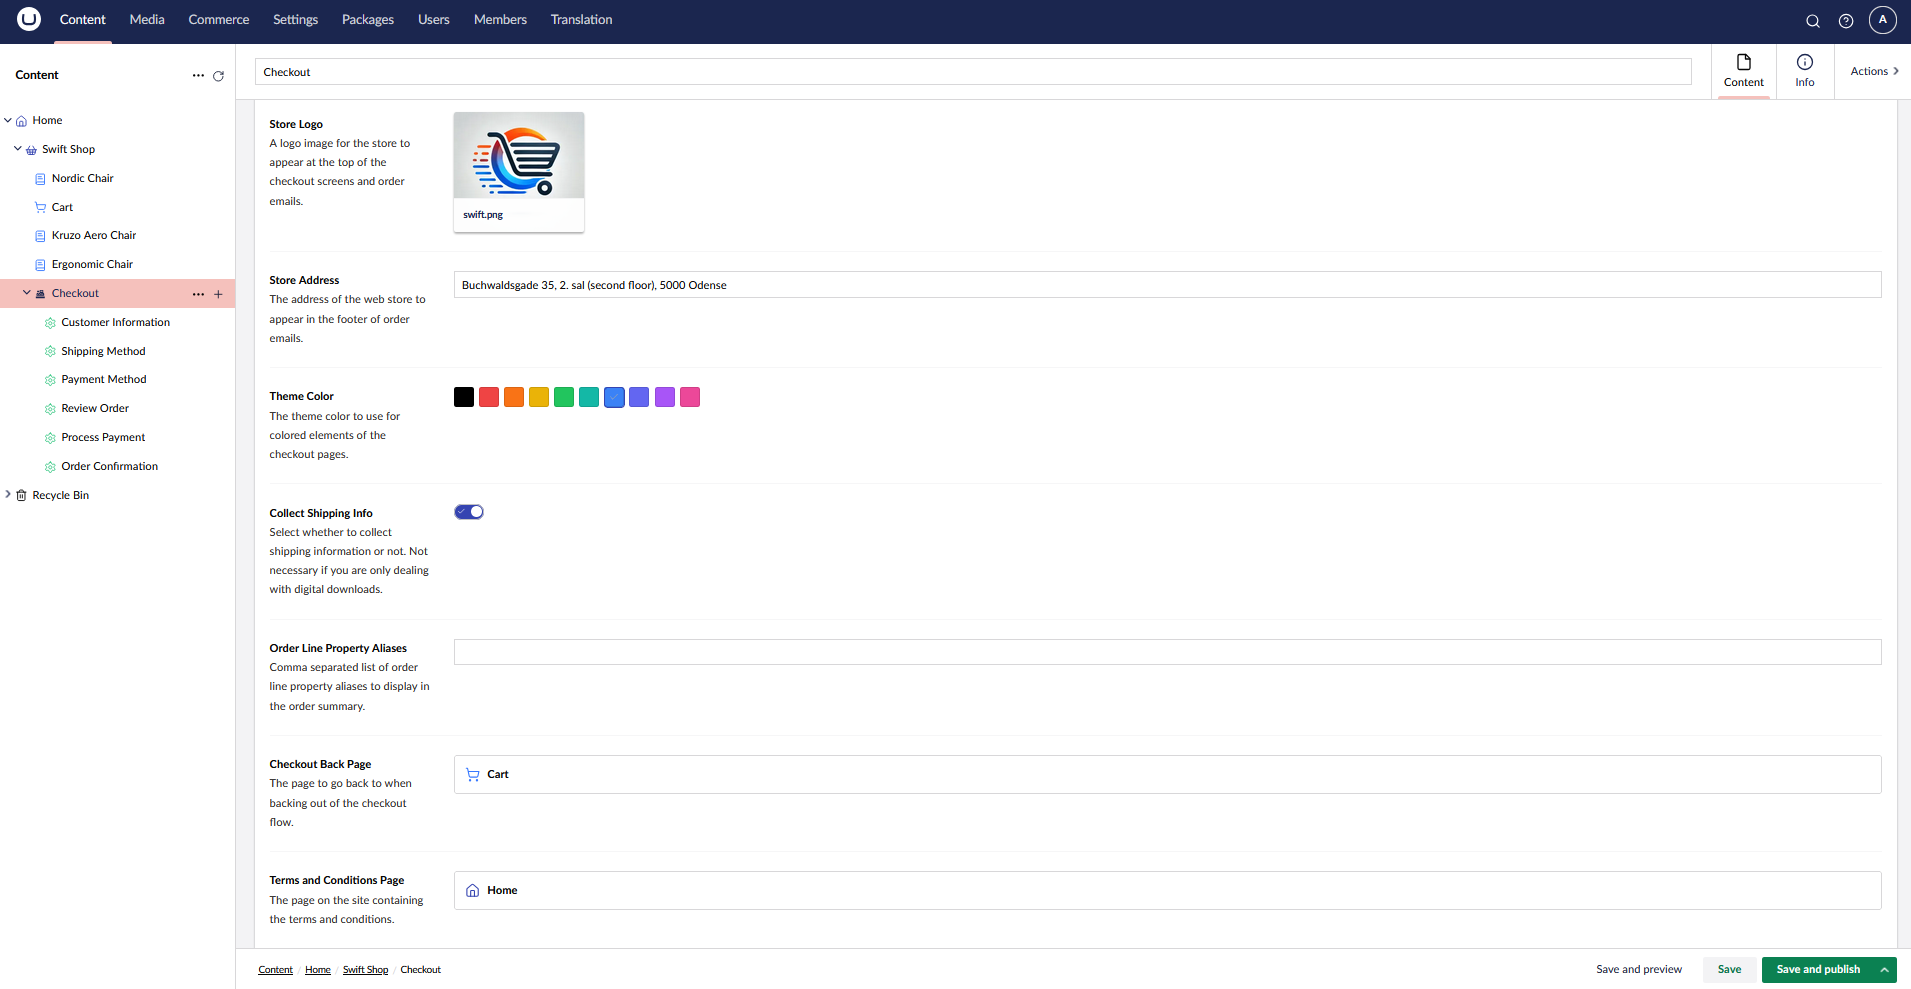 Content Media Commerce Settings Packages Users Members Translation
A
Content
Checkout
Content
Info
Actions
Home
Swift Shop
Nordic Chair
Cart
Kruzo Aero Chair
Ergonomic Chair
Checkout
Customer Information
Shipping Method
Payment Method
Review Order
Process Payment
Order Confirmation
Recycle Bin
Store Logo
A logo image for the store to
appear at the top of the
checkout screens and order
emails.
swift.png
Store Address
The address of the web store to
appear in the footer of order
emails.
Buchwaldsgade 35, 2. sal (second floor), 5000 Odense
Theme Color
The theme color to use for
colored elements of the
checkout pages.
Collect Shipping Info
Select whether to collect
shipping information or not. Not
necessary if you are only dealing
with digital downloads.
Order Line Property Aliases
Comma separated list of order
line property aliases to display in
the order summary.
Checkout Back Page
The page to go back to when
backing out of the checkout
flow.
Cart
Terms and Conditions Page
The page on the site containing
the terms and conditions.
Home
Content / Home / Swift Shop / Checkout
Save and preview
Save
Save and publish